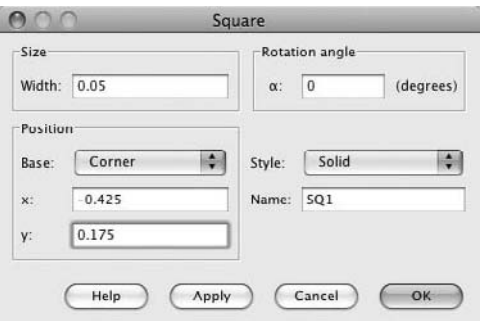 Square
Size
Width: 0.05
Rotation angle
α: 0 (degrees)
Position
Base: Corner
x: -0.425
y: 0.175
Style: Solid
Name: SQ1
Help Apply Cancel OK